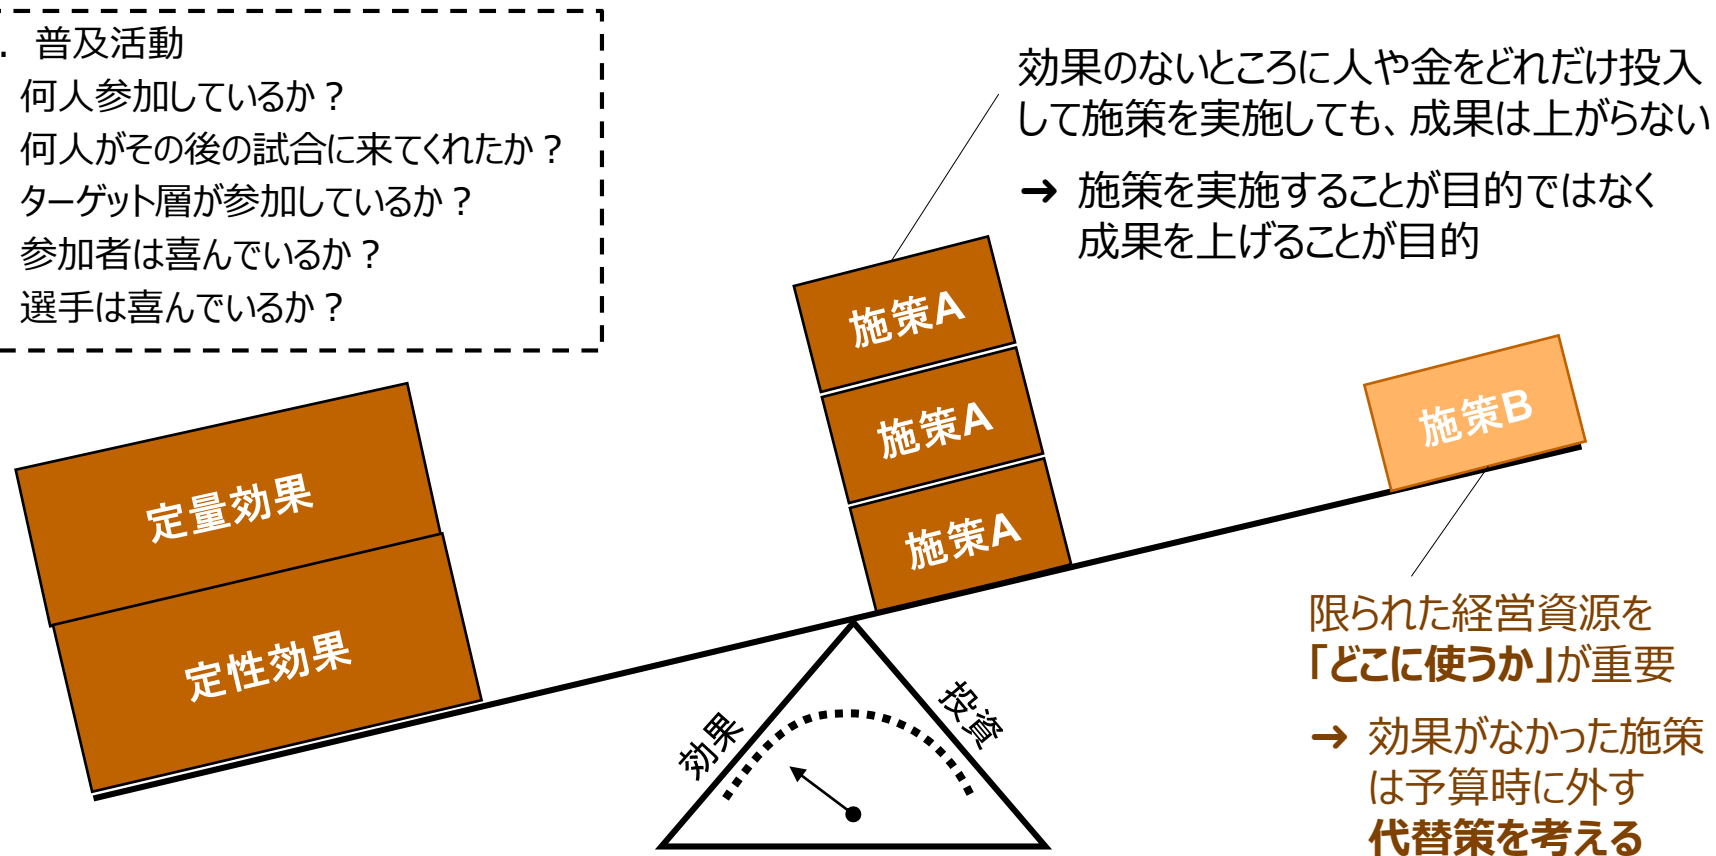 . 普及活動
何人参加しているか？
何人がその後の試合に来てくれたか？
ターゲット層が参加しているか？
参加者は喜んでいるか？
選手は喜んでいるか？
効果のないところに人や金をどれだけ投入
して施策を実施しても、成果は上がらない
➜ 施策を実施することが目的ではなく
成果を上げることが目的
施策A
施策A
施策A
施策B
定量効果
定性効果
効果
投資
限られた経営資源を
「どこに使うか」が重要
➜ 効果がなかった施策
は予算時に外す
代替策を考える